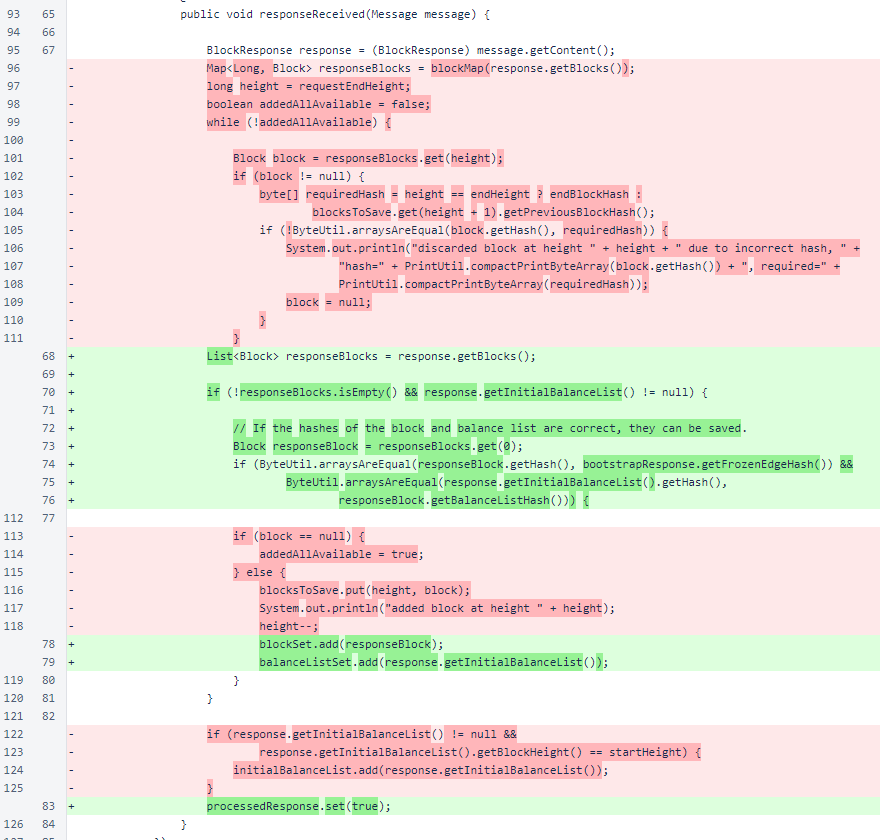 93 65 public void responseReceived(Message message) {
94 66
95 67 BlockResponse response = (BlockResponse) message.getContent();
96 - Map<Long, Block> responseBlocks = blockMap(response.getBlocks());
97 - long height = requestEndHeight;
98 - boolean addedAllAvailable = false;
99 - while (!addedAllAvailable) {
100 -
101 - Block block = responseBlocks.get(height);
102 - if (block != null) {
103 - byte[] requiredHash = height == endHeight ? endBlockHash :
104 - blocksToSave.get(height + 1).getPreviousBlockHash();
105 - if (!ByteUtil.arraysAreEqual(block.getHash(), requiredHash)) {
106 - System.out.println("discarded block at height " + height + " due to incorrect hash, " +
107 - "hash=" + PrintUtil.compactPrintByteArray(block.getHash()) + ", required=" +
108 - PrintUtil.compactPrintByteArray(requiredHash));
109 - block = null;
110 - }
111 - }
68 + List<Block> responseBlocks = response.getBlocks();
69 +
70 + if (!responseBlocks.isEmpty() && response.getInitialBalanceList() != null) {
71 +
72 + // If the hashes of the block and balance list are correct, they can be saved.
73 + Block responseBlock = responseBlocks.get(0);
74 + if (ByteUtil.arraysAreEqual(responseBlock.getHash(), bootstrapResponse.getFrozenEdgeHash()) &&
75 + ByteUtil.arraysAreEqual(response.getInitialBalanceList().getHash(),
76 + responseBlock.getBalanceListHash())) {
112 77
113 - if (block == null) {
114 - addedAllAvailable = true;
115 - } else {
116 - blocksToSave.put(height, block);
117 - System.out.println("added block at height " + height);
118 - height--;
78 + blockSet.add(responseBlock);
79 + balanceListSet.add(response.getInitialBalanceList());
119 80 }
120 81 }
121 82
122 - if (response.getInitialBalanceList() != null &&
123 - response.getInitialBalanceList().getBlockHeight() == startHeight) {
124 - initialBalanceList.add(response.getInitialBalanceList());
125 - }
83 + processedResponse.set(true);
126 84 }